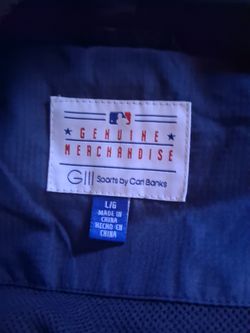 GENUINE
MERCHANDISE
GIII Sports by Carl Banks
L/G
MADE IN
CHINA
HECHO EN
CHINA